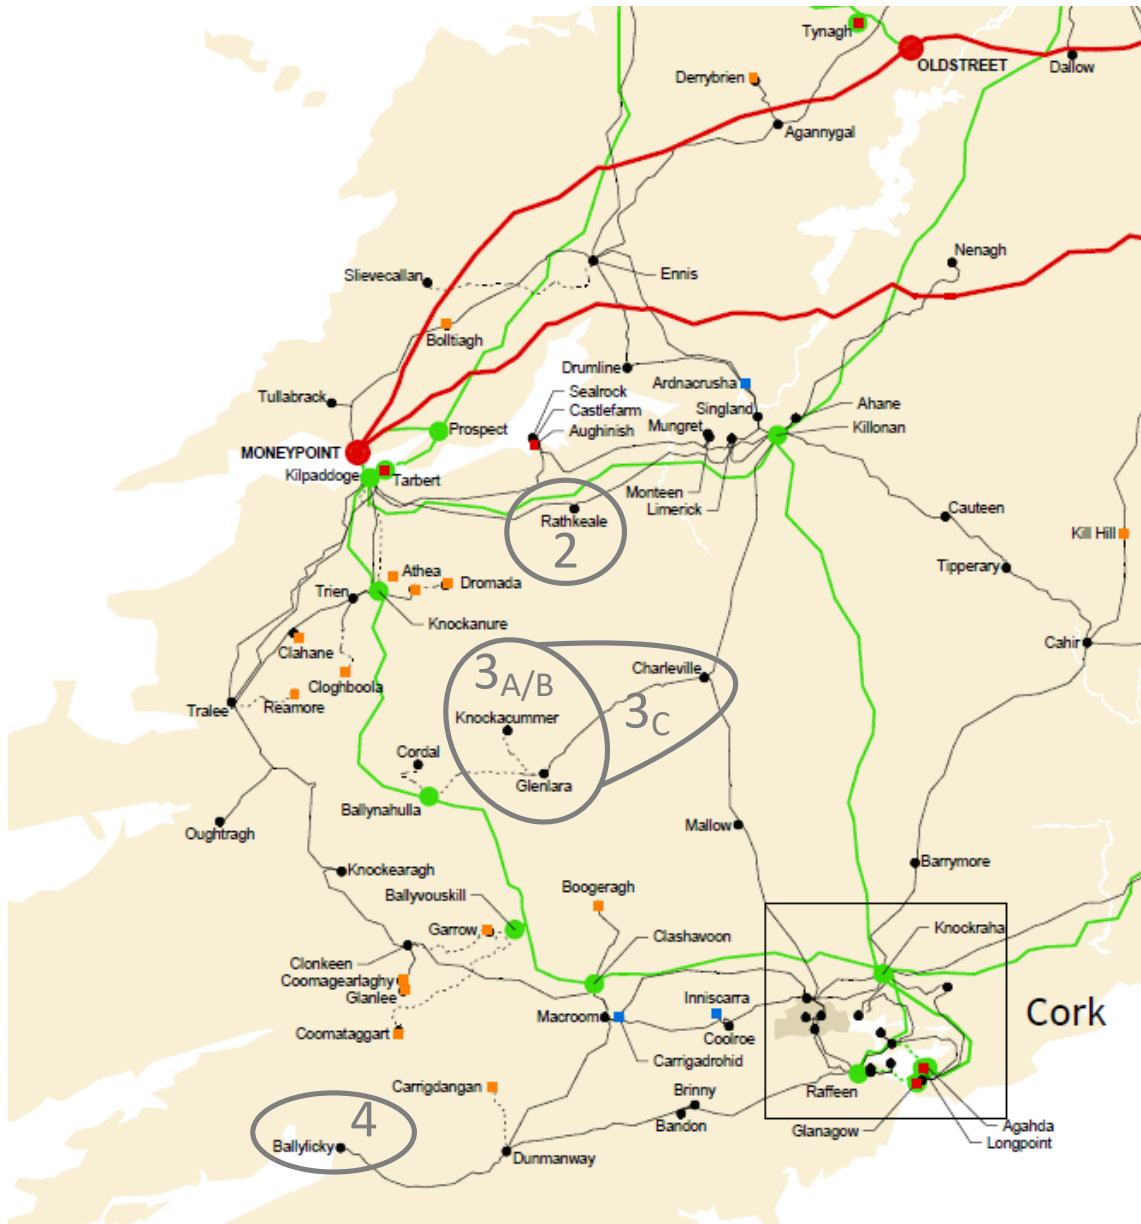 Tynagh
OLDSTREET
Dallow
Derrybrien
Agannygal
Nenagh
Ennis
Slievecallan
Bolltiagh
Drumline
Ardnacrusha
Sealrock
Castlefarm
Aughinish
Singland
Mungret
Ahane
Killonan
Tullabrack
Prospect
MONEYPOINT
Kilpaddoge
Tarbert
Monteen
Limerick
Rathkeale
2
Cauteen
Kill Hill
Tipperary
Athea
Dromada
Trien
Knockanure
Clahane
Cloghboola
Reamore
Tralee
Cahir
3A/B
Charleville
3C
Knockacummer
Cordal
Glenlara
Ballynahulla
Oughtragh
Mallow
Knockearagh
Barrymore
Ballyvouskill
Boogeragh
Garrow
Clashavoon
Knockraha
Clonkeen
Coomagearlaghy
Glanlee
Inniscarra
Macroom
Coolroe
Cork
Coomataggart
Carrigadrohid
Carrigdangan
Brinny
Bandon
Raffeen
Glanagow
Agahda
Longpoint
4
Ballylicky
Dunmanway